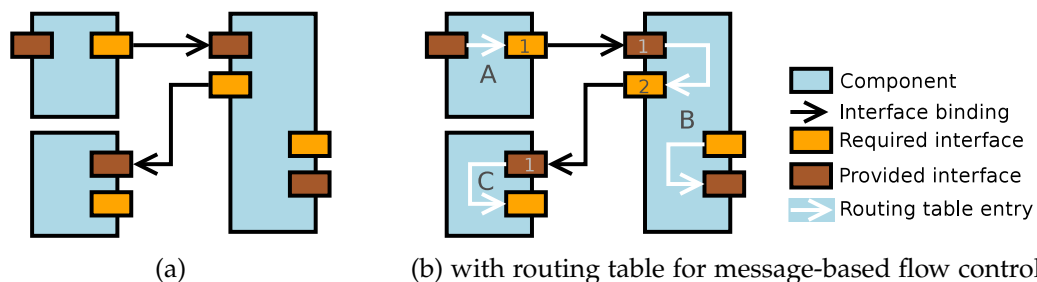 1
1
A
2
B
1
C
Component
Interface binding
Required interface
Provided interface
Routing table entry
(a)
(b) with routing table for message-based flow control